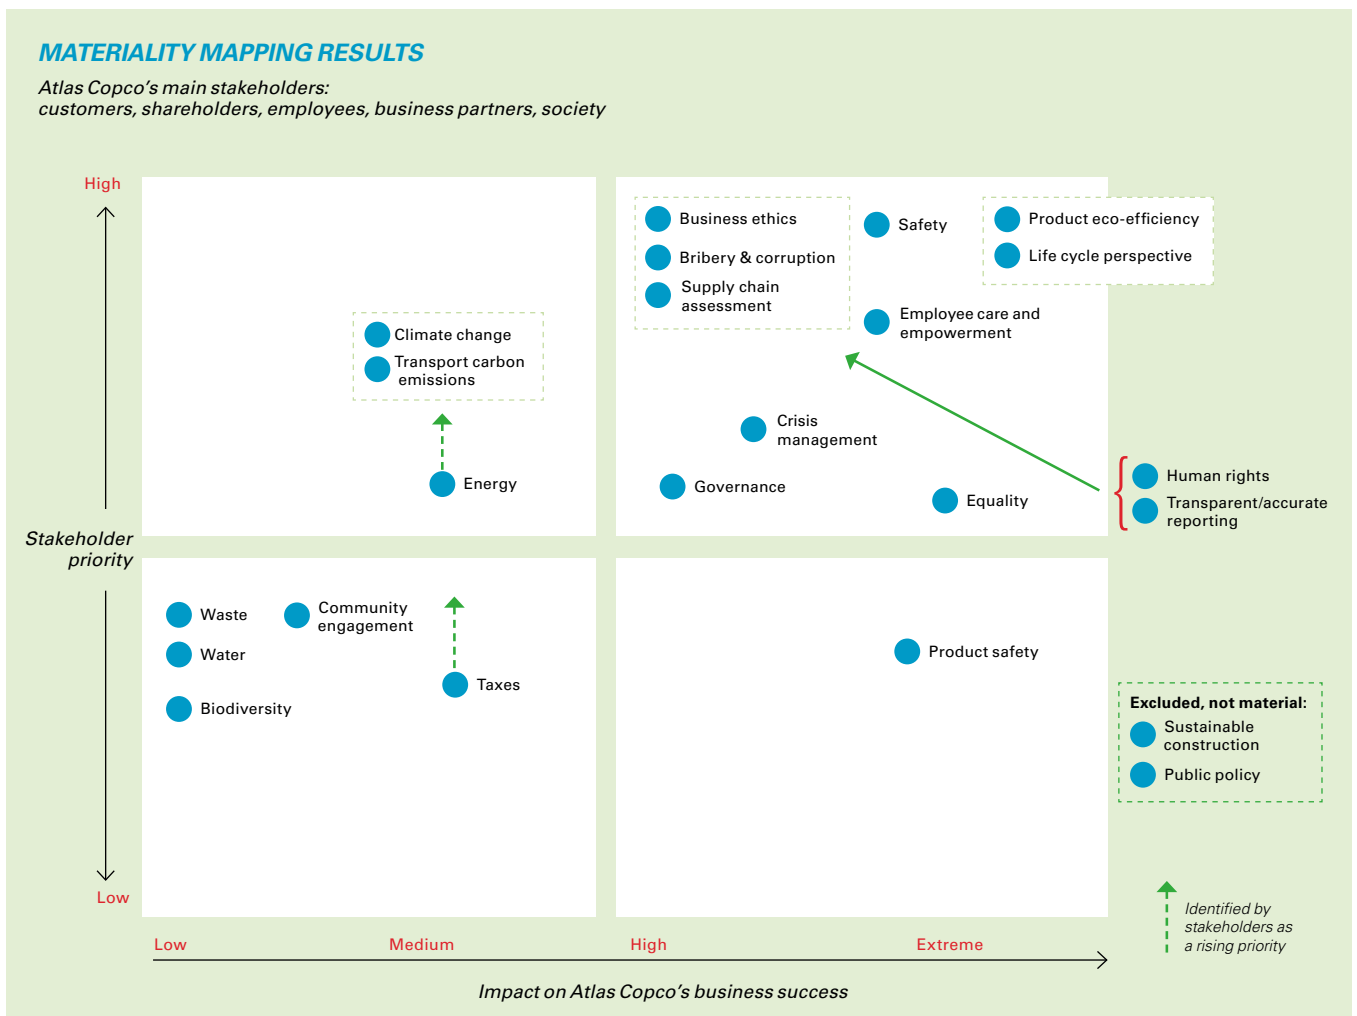 MATERIALITY MAPPING RESULTS
Atlas Copco’s main stakeholders:
customers, shareholders, employees, business partners, society
High
Business ethics
Bribery & corruption
Supply chain
assessment
Safety
Product eco-efficiency
Life cycle perspective
Employee care and
empowerment
Climate change
Transport carbon
emissions
Crisis
management
Energy
Governance
Equality
Human rights
Transparent/accurate
reporting
Stakeholder
priority
Waste
Community
engagement
Water
Taxes
Biodiversity
Product safety
Excluded, not material:
Sustainable
construction
Public policy
Low
Identified by
stakeholders as
a rising priority
Low
Medium
High
Extreme
Impact on Atlas Copco’s business success